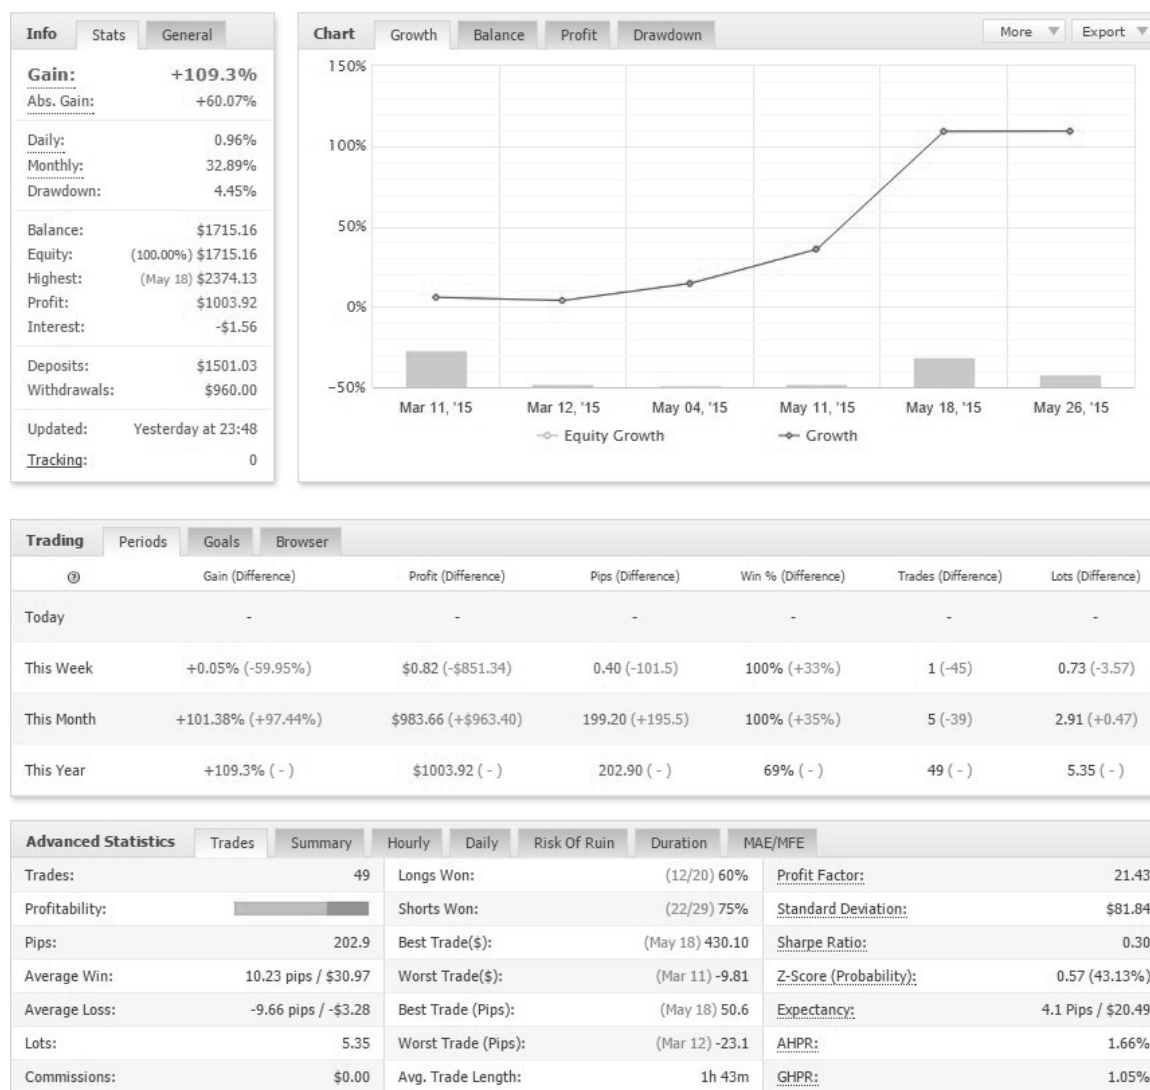 Info Stats General
Gain: +109.3%
Abs. Gain: +60.07%
Daily: 0.96%
Monthly: 32.89%
Drawdown: 4.45%
Balance: $1715.16
Equity: (100.00%) $1715.16
Highest: (May 18) $2374.13
Profit: $1003.92
Interest: -$1.56
Deposits: $1501.03
Withdrawals: $960.00
Updated: Yesterday at 23:48
Tracking: 0
Chart Growth Balance Profit Drawdown More Export
150%
100%
50%
0%
-50%
Mar 11, '15 Mar 12, '15 May 04, '15 May 11, '15 May 18, '15 May 26, '15
Equity Growth Growth
Trading Periods Goals Browser
Gain (Difference) Profit (Difference) Pips (Difference) Win % (Difference) Trades (Difference) Lots (Difference)
Today - - - - - -
This Week +0.05% (-59.95%) $0.82 (-$851.34) 0.40 (-101.5) 100% (+33%) 1 (-45) 0.73 (-3.57)
This Month +101.38% (+97.44%) $983.66 (+$963.40) 199.20 (+195.5) 100% (+35%) 5 (-39) 2.91 (+0.47)
This Year +109.3% ( - ) $1003.92 ( - ) 202.90 ( - ) 69% ( - ) 49 ( - ) 5.35 ( - )
Advanced Statistics Trades Summary Hourly Daily Risk Of Ruin Duration MAE/MFE
Trades: 49 Longs Won: (12/20) 60% Profit Factor: 21.43
Profitability: Shorts Won: (22/29) 75% Standard Deviation: $81.84
Pips: 202.9 Best Trade($): (May 18) 430.10 Sharpe Ratio: 0.30
Average Win: 10.23 pips / $30.97 Worst Trade($): (Mar 11) -9.81 Z-Score (Probability): 0.57 (43.13%)
Average Loss: -9.66 pips / -$3.28 Best Trade (Pips): (May 18) 50.6 Expectancy: 4.1 Pips / $20.49
Lots: 5.35 Worst Trade (Pips): (Mar 12) -23.1 AHPR: 1.66%
Commissions: $0.00 Avg. Trade Length: 1h 43m GHPR: 1.05%